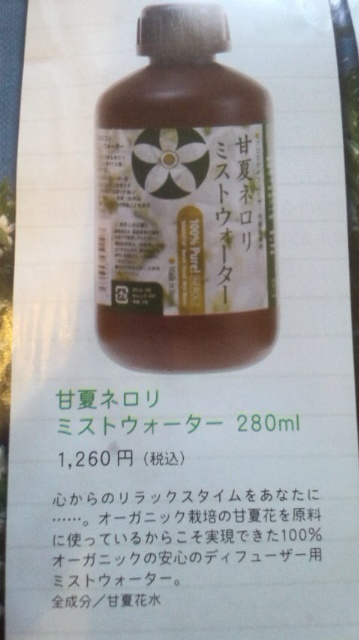 甘夏ネロリ
ミストウォーター
100% Pure!
甘夏ネロリ
ミストウォーター 280ml
1,260円（税込）
心からのリラックスタイムをあなたに
……。オーガニック栽培の甘夏花を原料
に使っているからこそ実現できた100%
オーガニックの安心のディフューザー用
ミストウォーター。
全成分／甘夏花水